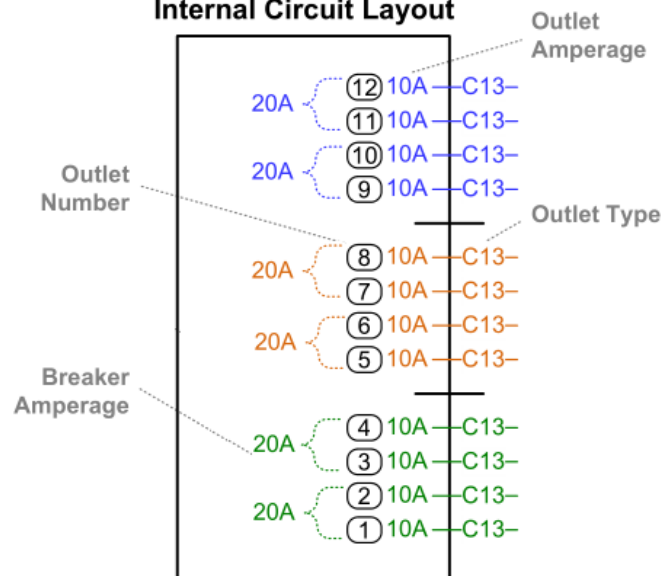 Internal Circuit Layout
Outlet
Amperage
12 10A C13
20A
11 10A C13
10 10A C13
20A
9 10A C13
Outlet
Number
Outlet Type
8 10A C13
20A
7 10A C13
6 10A C13
20A
5 10A C13
Breaker
Amperage
4 10A C13
20A
3 10A C13
2 10A C13
20A
1 10A C13